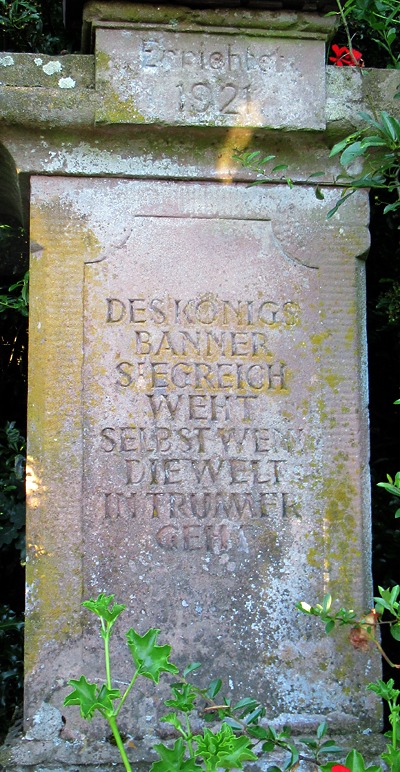 Errichtet
1921
DES KÖNIGS
BANNER
SIEGREICH
WEHT
SELBST WENN
DIE WELT
IN TRÜMMER
GEHT